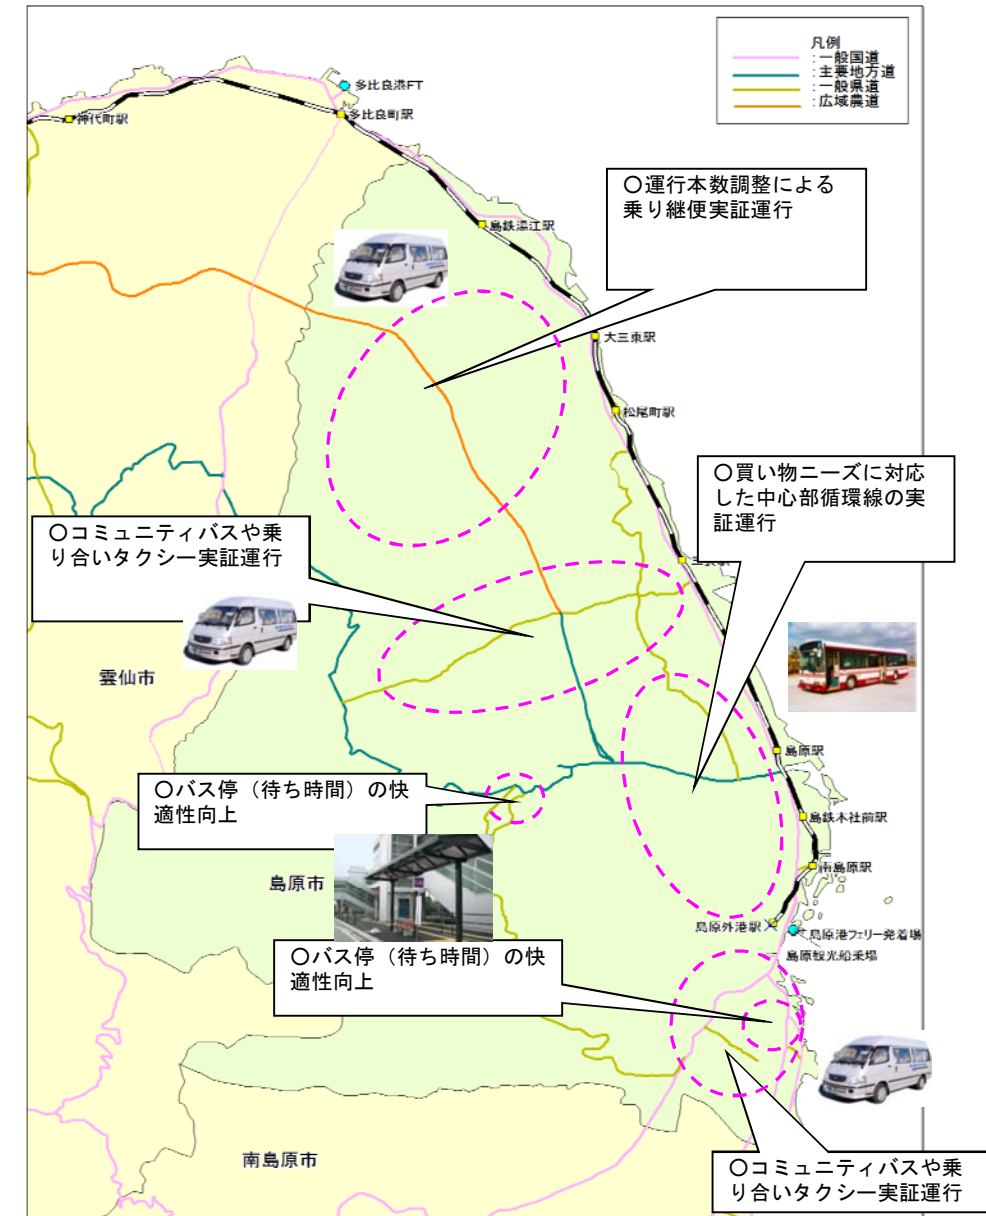 凡例
:一般国道
:主要地方道
:一般県道
:広域農道
多比良港FT
神代町駅
多比良町駅
〇運行本数調整による
乗り継便実証運行
島鉄湯江駅
大三東駅
松尾町駅
〇買い物ニーズに対応
した中心部循環線の実
証運行
〇コミュニティバスや乗
り合いタクシー実証運行
雲仙市
島原駅
〇バス停（待ち時間）の快
適性向上
島鉄本社前駅
南島原駅
島原市
島原外港駅
島原港フェリー発着場
〇バス停（待ち時間）の快
適性向上
島原観光船乗場
南島原市
〇コミュニティバスや乗
り合いタクシー実証運行